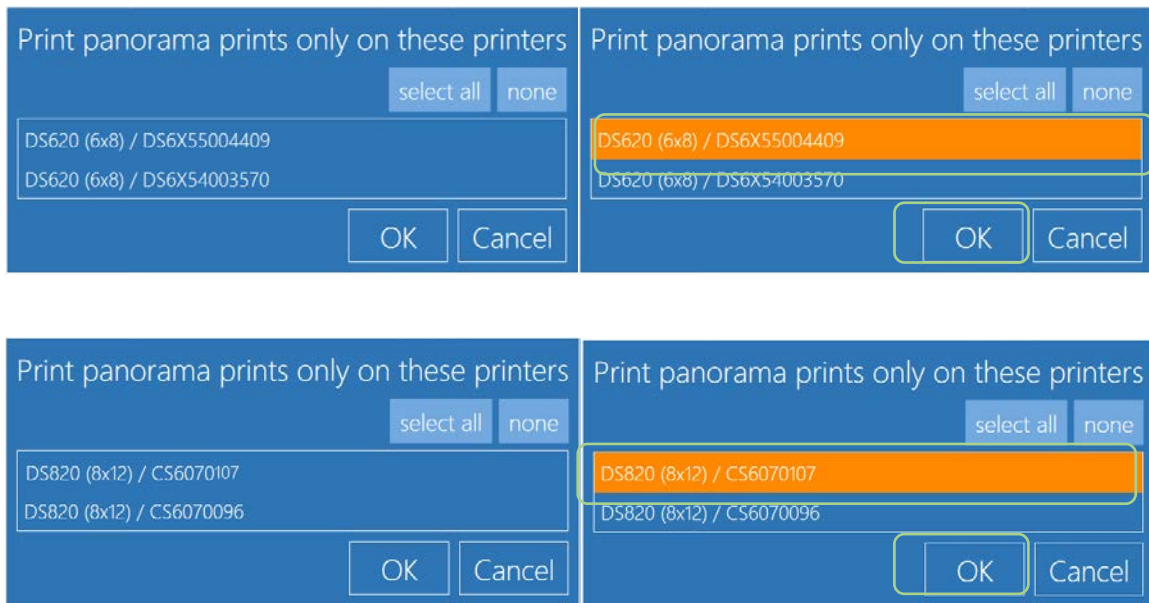 Print panorama prints only on these printers
select all none
DS620 (6x8) / DS6X55004409
DS620 (6x8) / DS6X54003570
OK Cancel
Print panorama prints only on these printers
select all none
DS620 (6x8) / DS6X55004409
DS620 (6x8) / DS6X54003570
OK Cancel
Print panorama prints only on these printers
select all none
DS820 (8x12) / CS6070107
DS820 (8x12) / CS6070096
OK Cancel
Print panorama prints only on these printers
select all none
DS820 (8x12) / CS6070107
DS820 (8x12) / CS6070096
OK Cancel